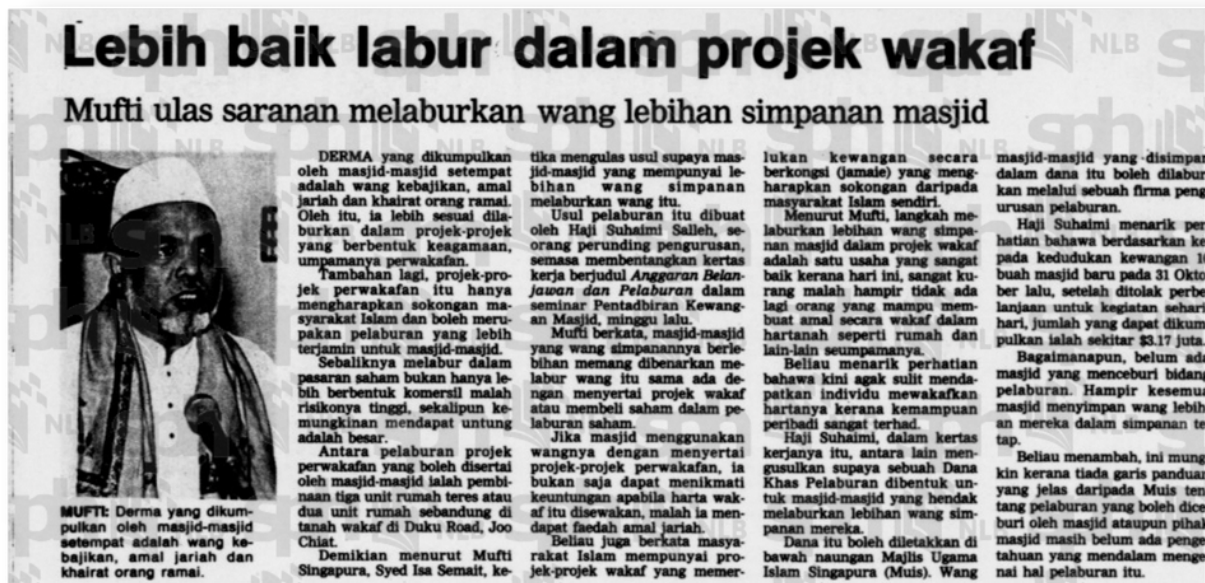 Lebih baik labur dalam projek wakaf
Mufti ulas saranan melaburkan wang lebihan simpanan masjid
MUFTI: Derma yang dikum-
pulkan oleh masjid-masjid
setempat adalah wang ke-
bajikan, amal jariah dan
khairat orang ramai.
DERMA yang dikumpulkan
oleh masjid-masjid setempat
adalah wang kebajikan, amal
jariah dan khairat orang ramai.
Oleh itu, ia lebih sesuai dila-
burkan dalam projek-projek
yang berbentuk keagamaan,
umpamanya perwakafan.
Tambahan lagi, projek-pro-
jek perwakafan itu hanya
mengharapkan sokongan ma-
syarakat Islam dan boleh meru-
pakan pelaburan yang lebih
terjamin untuk masjid-masjid.
Sebaliknya melabur dalam
pasaran saham bukan hanya le-
bih berbentuk komersil malah
risikonya tinggi, sekalipun ke-
mungkinan mendapat untung
adalah besar.
Antara pelaburan projek
perwakafan yang boleh disertai
oleh masjid-masjid ialah pembi-
naan tiga unit rumah teres atau
dua unit rumah sebandung di
tanah wakaf di Duku Road, Joo
Chiat.
Demikian menurut Mufti
Singapura, Syed Isa Semait, ke-
tika mengulas usul supaya mas-
jid-masjid yang mempunyai le-
bihan wang simpanan
melaburkan wang itu.
Usul pelaburan itu dibuat
oleh Haji Suhaimi Salleh, se-
orang perunding pengurusan,
semasa membentangkan kertas
kerja berjudul Anggaran Belan-
jawan dan Pelaburan dalam
seminar Pentadbiran Kewang-
an Masjid, minggu lalu.
Mufti berkata, masjid-masjid
yang wang simpanannya berle-
bihan memang dibenarkan me-
labur wang itu sama ada de-
ngan menyertai projek wakaf
atau membeli saham dalam pe-
laburan saham.
Jika masjid menggunakan
wangnya dengan menyertai
projek-projek perwakafan, ia
bukan saja dapat menikmati
keuntungan apabila harta wak-
af itu disewakan, malah ia men-
dapat faedah amal jariah.
Beliau juga berkata masya-
rakat Islam mempunyai pro-
jek-projek wakaf yang memer-
lukan kewangan secara
berkongsi (jamaie) yang meng-
harapkan sokongan daripada
masyarakat Islam sendiri.
Menurut Mufti, langkah me-
laburkan lebihan wang simpa-
nan masjid dalam projek wakaf
adalah satu usaha yang sangat
baik kerana hari ini, sangat ku-
rang malah hampir tidak ada
lagi orang yang mampu mem-
buat amal secara wakaf dalam
hartanah seperti rumah dan
lain-lain seumpamanya.
Beliau menarik perhatian
bahawa kini agak sulit menda-
patkan individu mewakafkan
hartanya kerana kemampuan
peribadi sangat terhad.
Haji Suhaimi, dalam kertas
kerjanya itu, antara lain men-
gusulkan supaya sebuah Dana
Khas Pelaburan dibentuk un-
tuk masjid-masjid yang hendak
melaburkan lebihan wang sim-
panan mereka.
Dana itu boleh diletakkan di
bawah naungan Majlis Ugama
Islam Singapura (Muis). Wang
masjid-masjid yang disimpan
dalam dana itu boleh dilabur
kan melalui sebuah firma peng
urusan pelaburan.
Haji Suhaimi menarik per
hatian bahawa berdasarkan ke
pada kedudukan kewangan
buah masjid baru pada 31 Okto
ber lalu, setelah ditolak perbe
lanjaan untuk kegiatan sehari
hari, jumlah yang dapat dikum
pulkan ialah sekitar $3.17 juta.
Bagaimanapun, belum ada
masjid yang menceburi bidang
pelaburan. Hampir kesemua
masjid menyimpan wang lebih
an mereka dalam simpanan te
tap.
Beliau menambah, ini mung
kin kerana tiada garis panduan
yang jelas daripada Muis ten
tang pelaburan yang boleh dice
buri oleh masjid ataupun pihak
masjid masih belum ada penge
tahuan yang mendalam menge
nai hal pelaburan itu.